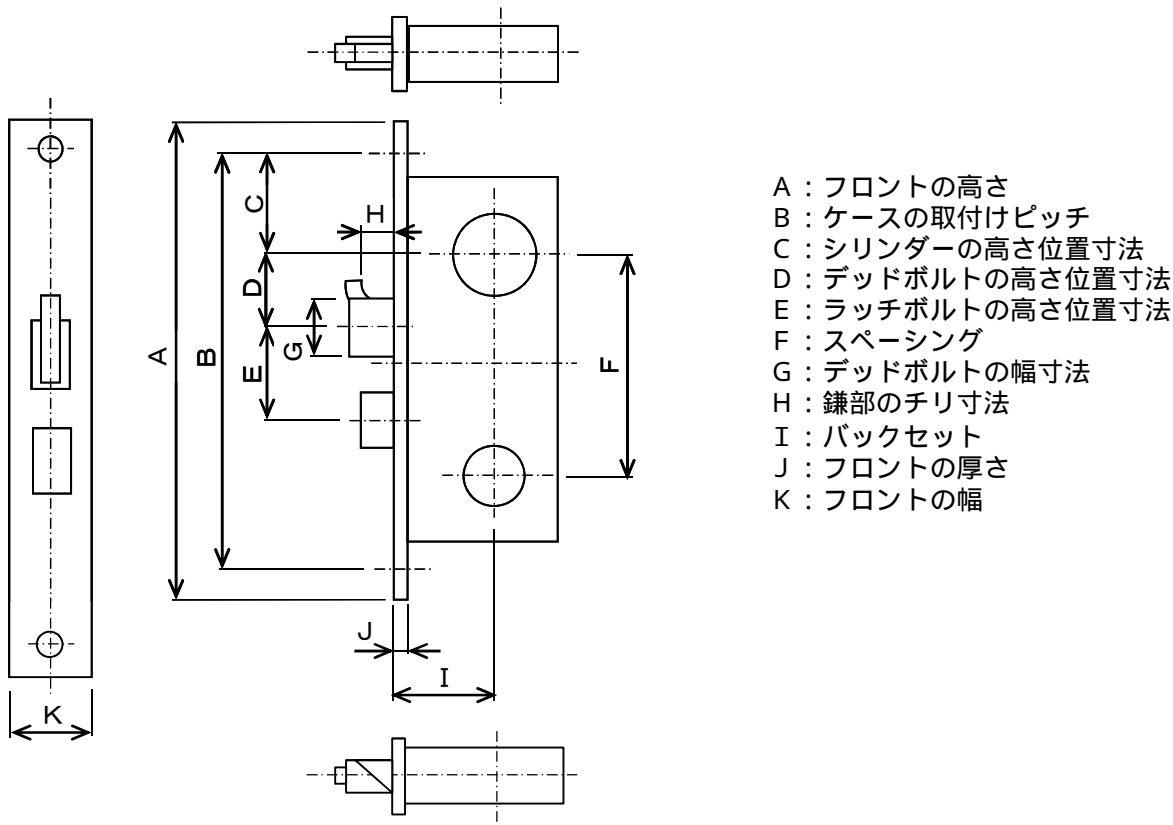 A
B
C
D
E
F
G
H
I
J
K
A：フロントの高さ
B：ケースの取付けピッチ
C：シリンダーの高さ位置寸法
D：デッドボルトの高さ位置寸法
E：ラッチボルトの高さ位置寸法
F：スペーシング
G：デッドボルトの幅寸法
H：鎌部のチリ寸法
I：バックセット
J：フロントの厚さ
K：フロントの幅